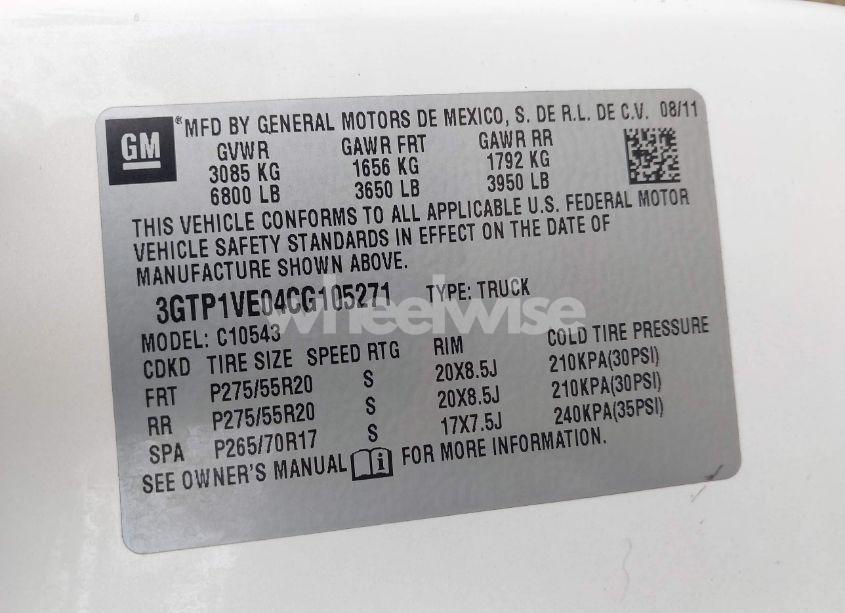 GM
®MFD BY GENERAL MOTORS DE MEXICO, S. DE R.L. DE C.V. 08/11
GVWR GAWR FRT GAWR RR
3085 KG 1656 KG 1792 KG
6800 LB 3650 LB 3950 LB
THIS VEHICLE CONFORMS TO ALL APPLICABLE U.S. FEDERAL MOTOR
VEHICLE SAFETY STANDARDS IN EFFECT ON THE DATE OF
MANUFACTURE SHOWN ABOVE.
3GTP1VE04CG105271 TYPE: TRUCK
wheelwise
MODEL: C10543
CDKD TIRE SIZE SPEED RTG RIM COLD TIRE PRESSURE
FRT P275/55R20 S 20X8.5J 210KPA(30PSI)
RR P275/55R20 S 20X8.5J 210KPA(30PSI)
SPA P265/70R17 S 17X7.5J 240KPA(35PSI)
SEE OWNER'S MANUAL i FOR MORE INFORMATION.